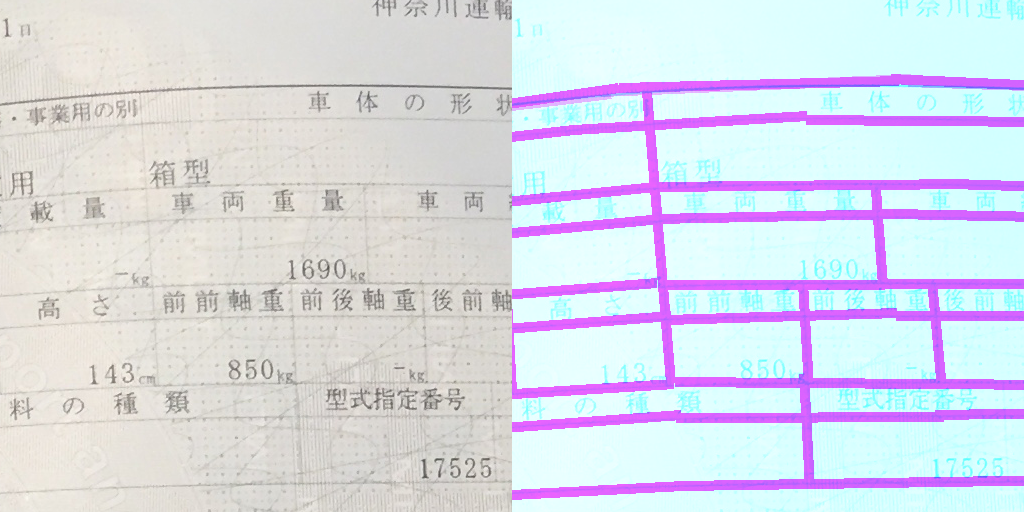 神奈川運輸
1日
・事業用の別 車体の形状
用 箱型
載量 車両重量 車両
-kg 1690kg
高さ 前前軸重 前後軸重 後前軸
143cm 850kg -kg
料の種類 型式指定番号
17525
神奈川運輸
1日
・事業用の別 車体の形状
用 箱型
載量 車両重量 車両
-kg 1690kg
高さ 前前軸重 前後軸重 後前軸
143cm 850kg -kg
料の種類 型式指定番号
17525